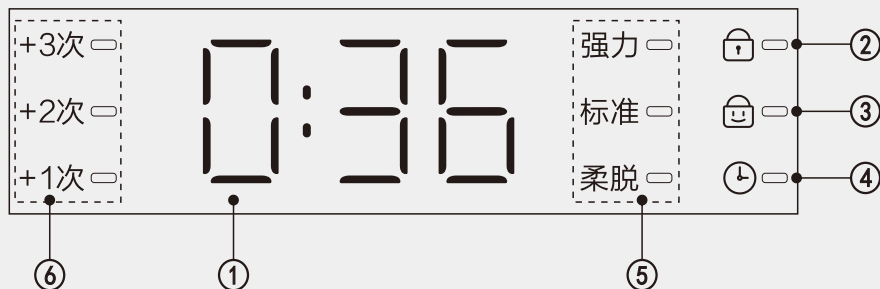 +3次 0:36 强力 ②
+2次 标准 ③
+1次 柔脱 ④
⑥ ① ⑤